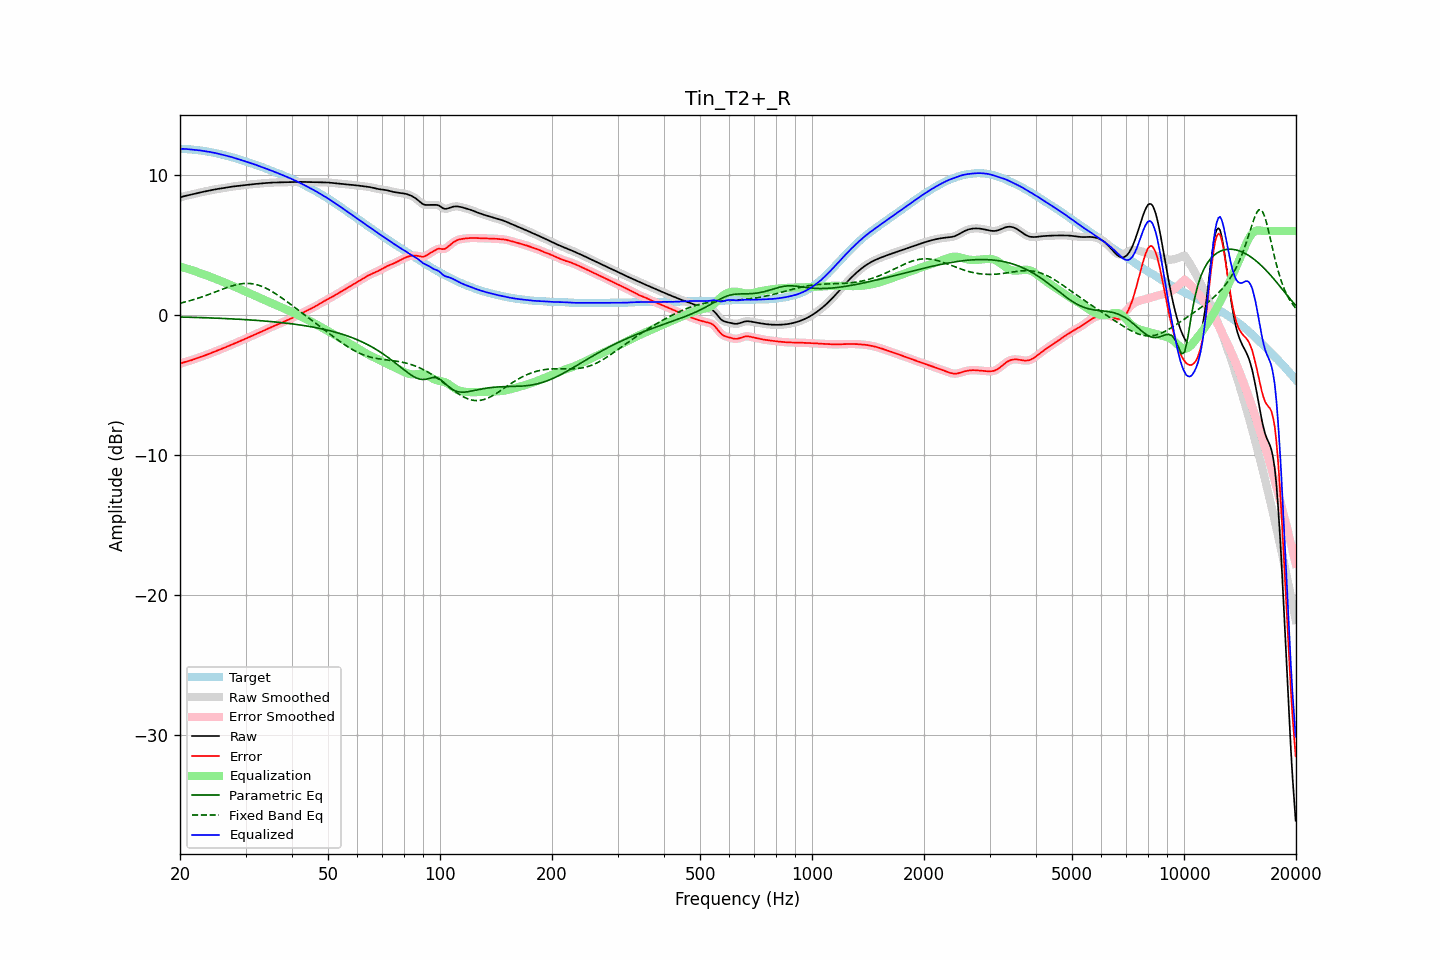 Tin_T2+_R
Amplitude (dBr)
10
0
−10
−20
−30
Target
Raw Smoothed
Error Smoothed
Raw
Error
Equalization
Parametric Eq
Fixed Band Eq
Equalized
20 50 100 200 500 1000 2000 5000 10000 20000
Frequency (Hz)